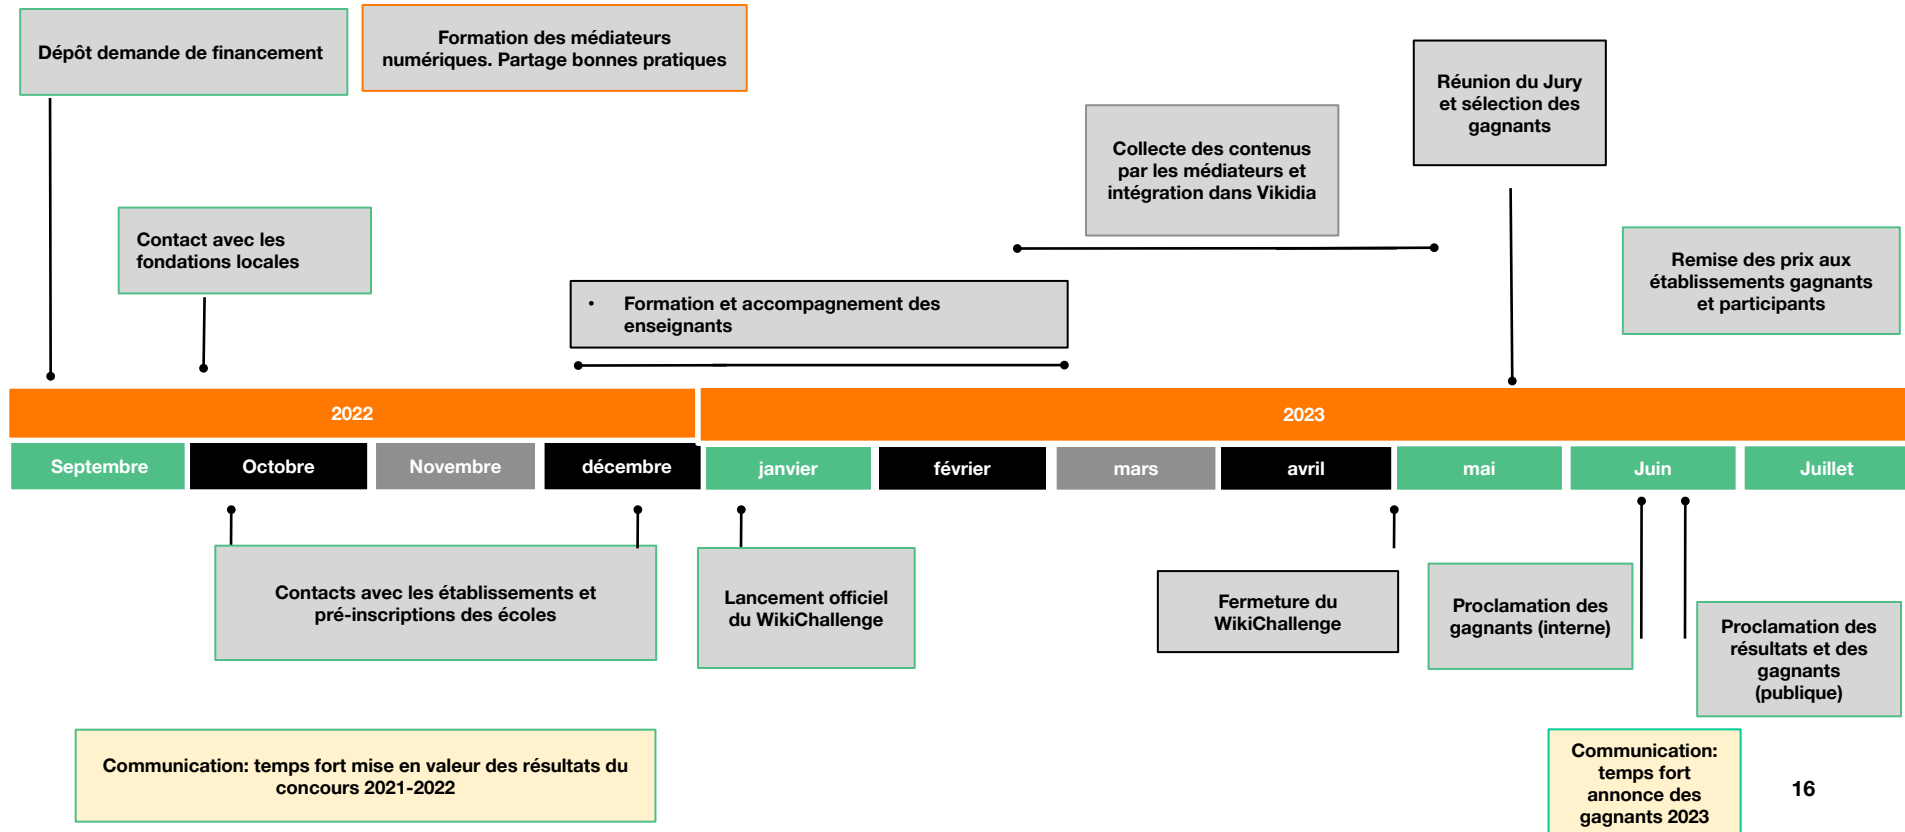 Dépôt demande de financement
Formation des médiateurs
numériques. Partage bonnes pratiques
Réunion du Jury
et sélection des
gagnants
Collecte des contenus
par les médiateurs et
intégration dans Vikidia
Contact avec les
fondations locales
Remise des prix aux
établissements gagnants
et participants
• Formation et accompagnement des
enseignants
2022
2023
Septembre
Octobre
Novembre
décembre
janvier
février
mars
avril
mai
Juin
Juillet
Contacts avec les établissements et
pré-inscriptions des écoles
Lancement officiel
du WikiChallenge
Fermeture du
WikiChallenge
Proclamation des
gagnants (interne)
Proclamation des
résultats et des
gagnants
(publique)
Communication: temps fort mise en valeur des résultats du
concours 2021-2022
Communication:
temps fort
annonce des
gagnants 2023
16